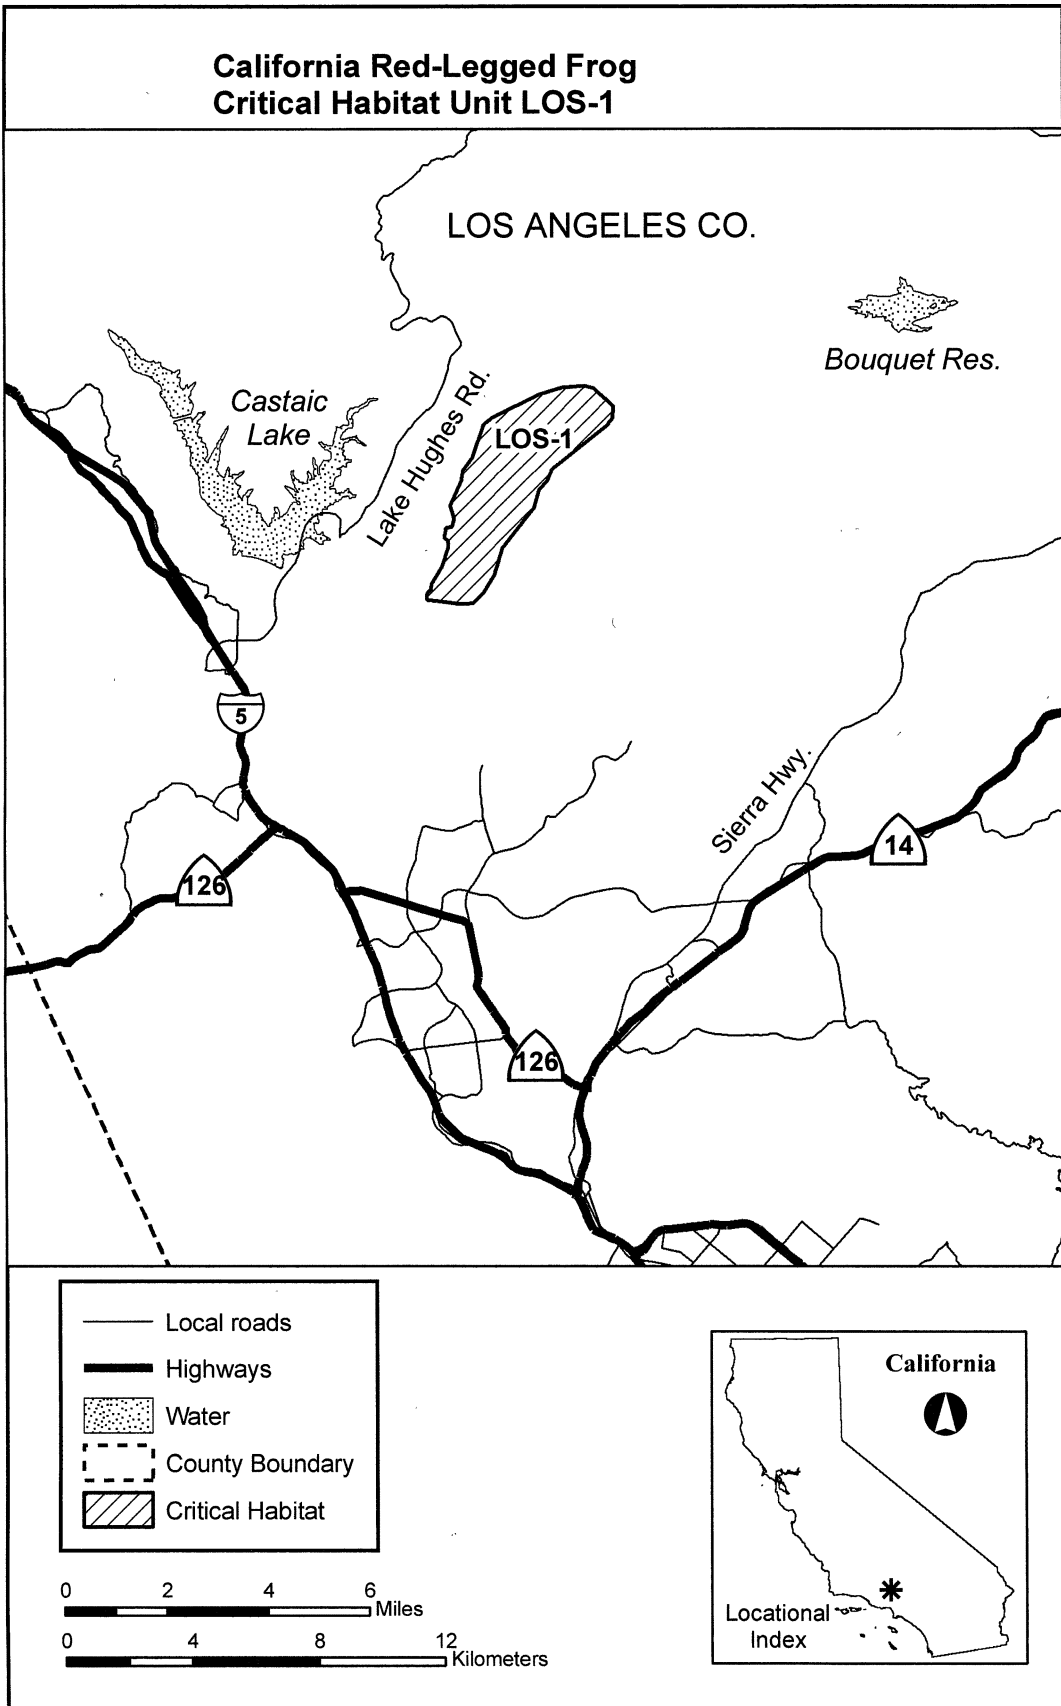 California Red-Legged Frog
Critical Habitat Unit LOS-1
LOS ANGELES CO.
Bouquet Res.
Castaic
Lake
Lake Hughes Rd.
LOS-1
5
Sierra Hwy.
14
126
126
Local roads
Highways
Water
County Boundary
Critical Habitat
0 2 4 6
Miles
0 4 8 12
Kilometers
California
Locational
Index